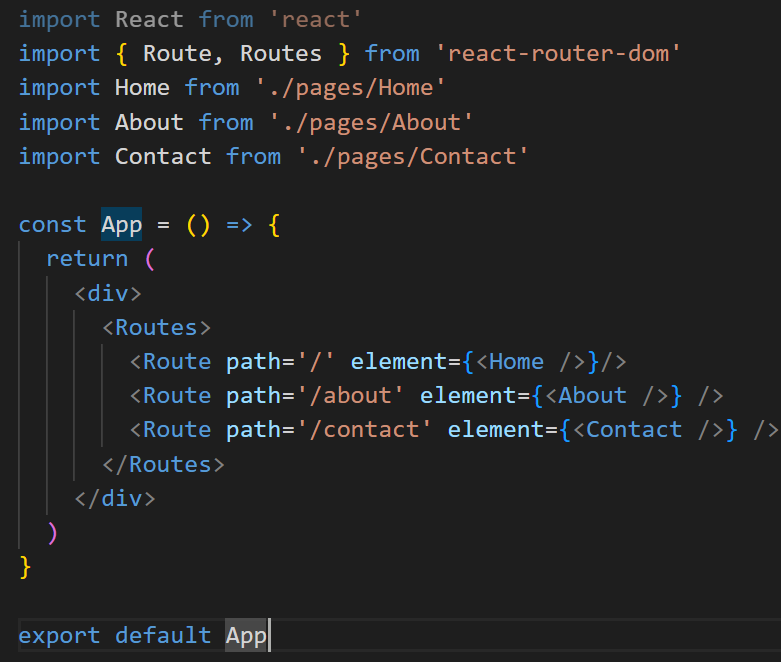 import React from 'react'
import { Route, Routes } from 'react-router-dom'
import Home from './pages/Home'
import About from './pages/About'
import Contact from './pages/Contact'

const App = () => {
  return (
    <div>
      <Routes>
        <Route path='/' element={<Home />}/>
        <Route path='/about' element={<About />} />
        <Route path='/contact' element={<Contact />} />
      </Routes>
    </div>
  )
}

export default App